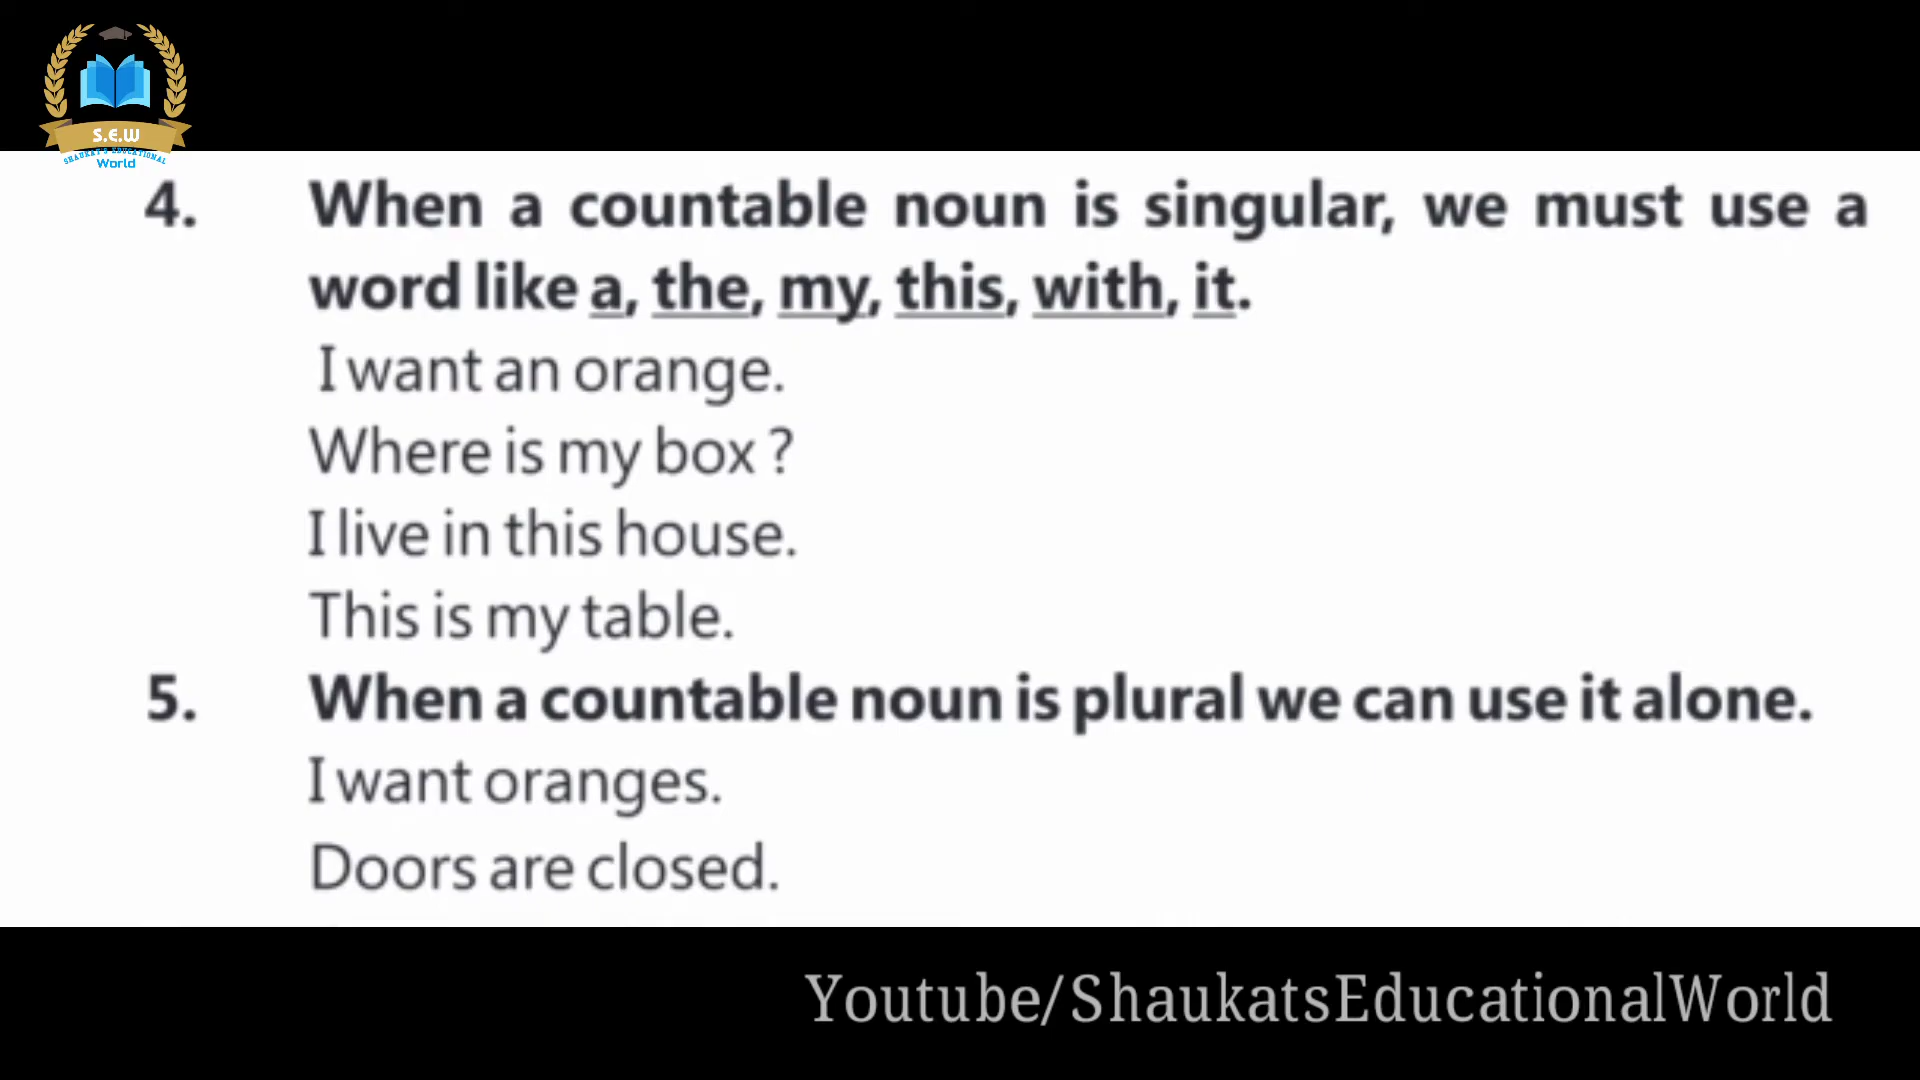 S.E.W
SHAUKAT'S EDUCATIONAL
World
4. When a countable noun is singular, we must use a
word like a, the, my, this, with, it.
I want an orange.
Where is my box ?
I live in this house.
This is my table.
5. When a countable noun is plural we can use it alone.
I want oranges.
Doors are closed.
Youtube/ShaukatsEducationalWorld